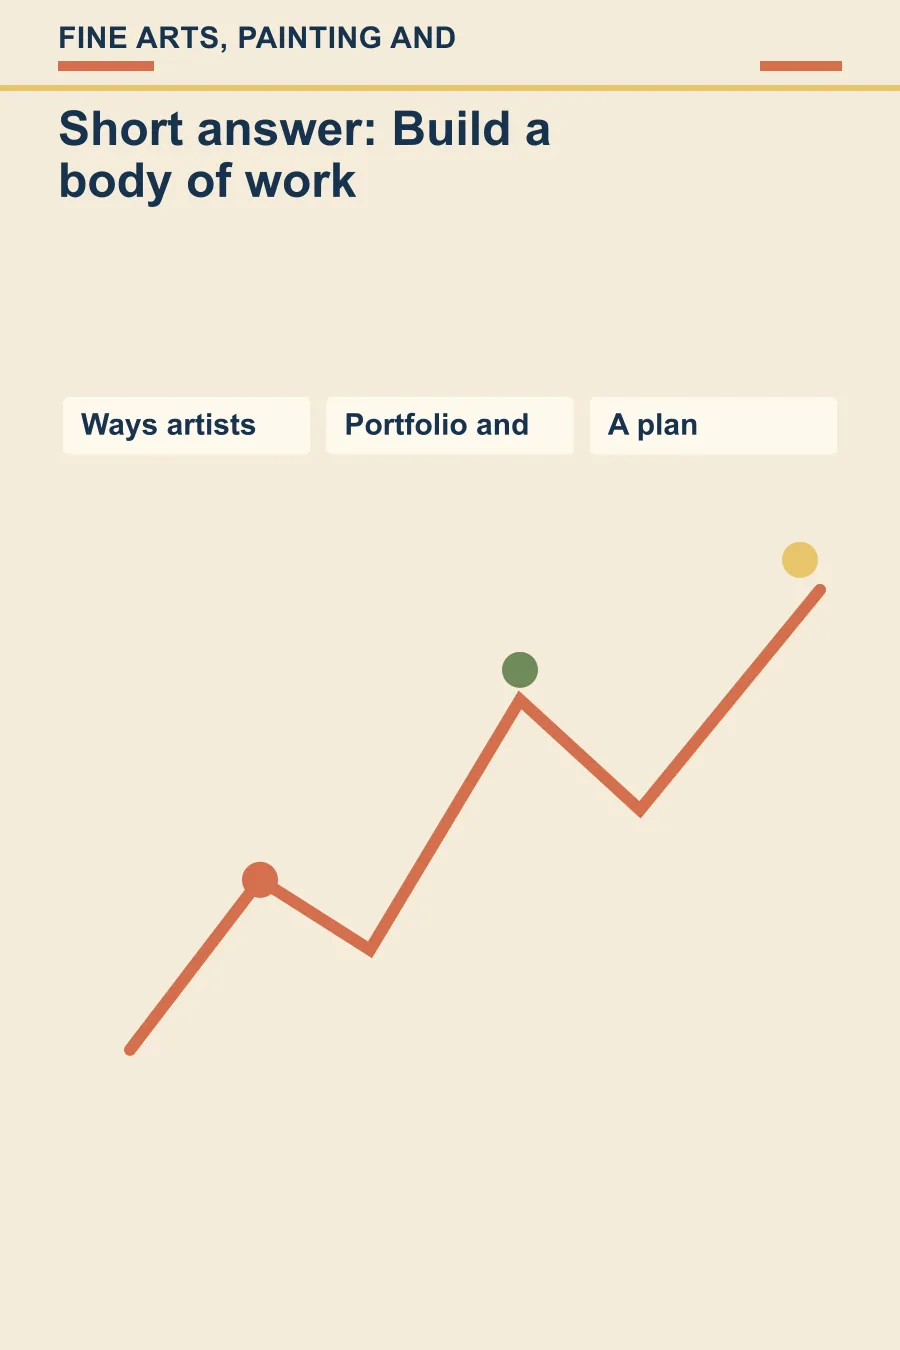 FINE ARTS, PAINTING AND
Short answer: Build a
body of work
Ways artists
Portfolio and
A plan